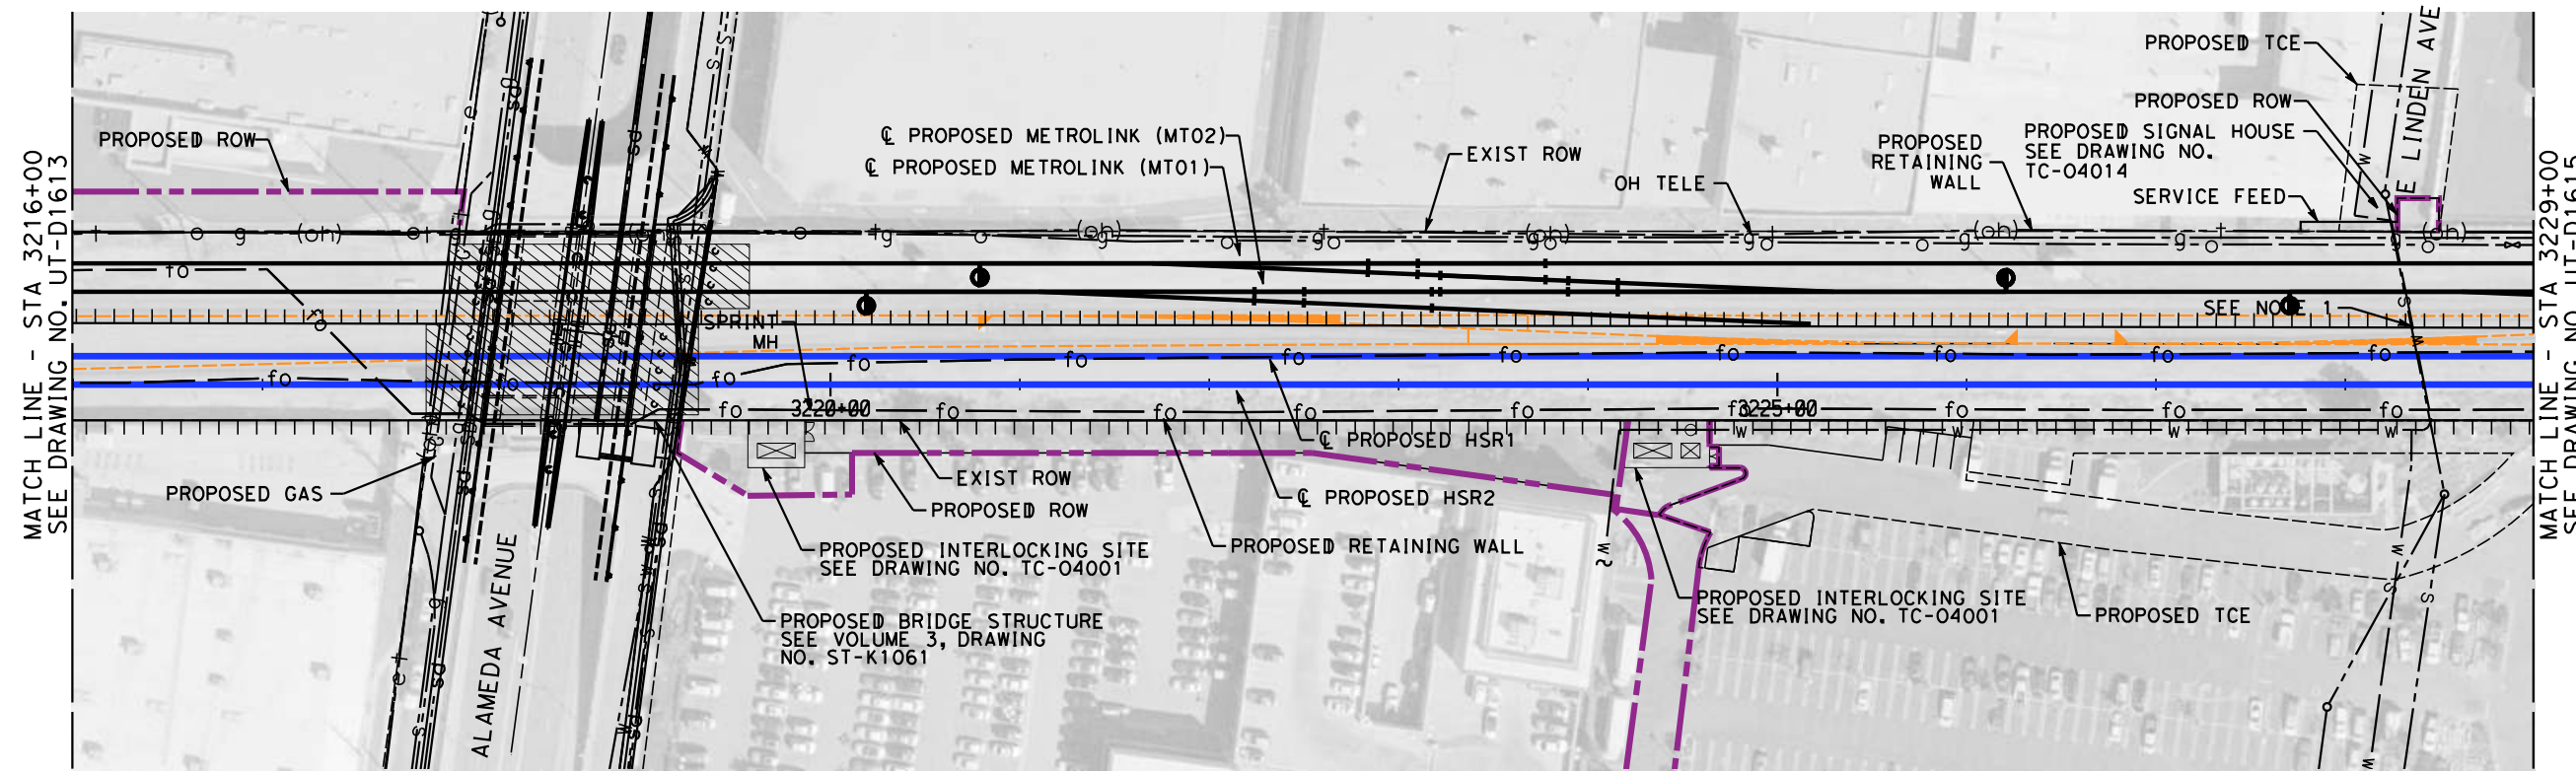 MATCH LINE - STA 3216+00
SEE DRAWING NO. UT-D1613
PROPOSED ROW
℄ PROPOSED METROLINK (MT02)
℄ PROPOSED METROLINK (MT01)
EXIST ROW
OH TELE
PROPOSED
RETAINING
WALL
PROPOSED TCE
PROPOSED ROW
PROPOSED SIGNAL HOUSE
SEE DRAWING NO.
TC-04014
SERVICE FEED
E LINDEN AVE
SEE NOTE 1
SPRINT
MH
3220+00
3225+00
℄ PROPOSED HSR1
℄ PROPOSED HSR2
EXIST ROW
PROPOSED ROW
PROPOSED GAS
PROPOSED RETAINING WALL
PROPOSED INTERLOCKING SITE
SEE DRAWING NO. TC-04001
PROPOSED BRIDGE STRUCTURE
SEE VOLUME 3, DRAWING
NO. ST-K1061
PROPOSED INTERLOCKING SITE
SEE DRAWING NO. TC-04001
PROPOSED TCE
ALAMEDA AVENUE
MATCH LINE - STA 3229+00
SEE DRAWING NO. UT-D1615